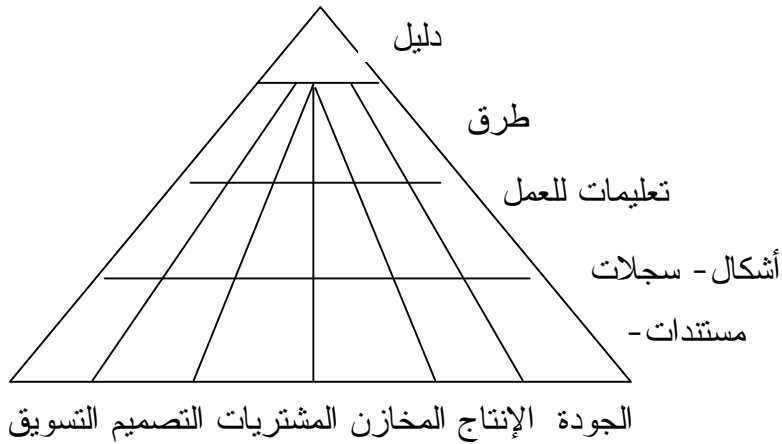 دليل
طرق
تعليمات للعمل
أشكال - سجلات
مستندات -
الجودة الإنتاج المخازن المشتريات التصميم التسويق